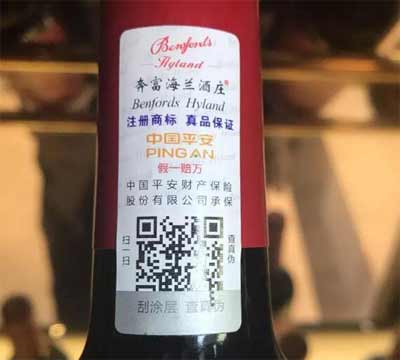 Benfords
Hyland
奔富海兰酒庄®
Benfords Hyland
注册商标 真品保证
中国平安
PING AN
假一赔万
中国平安财产保险
股份有限公司承保
扫一扫
查真伪
刮涂层 查真伪